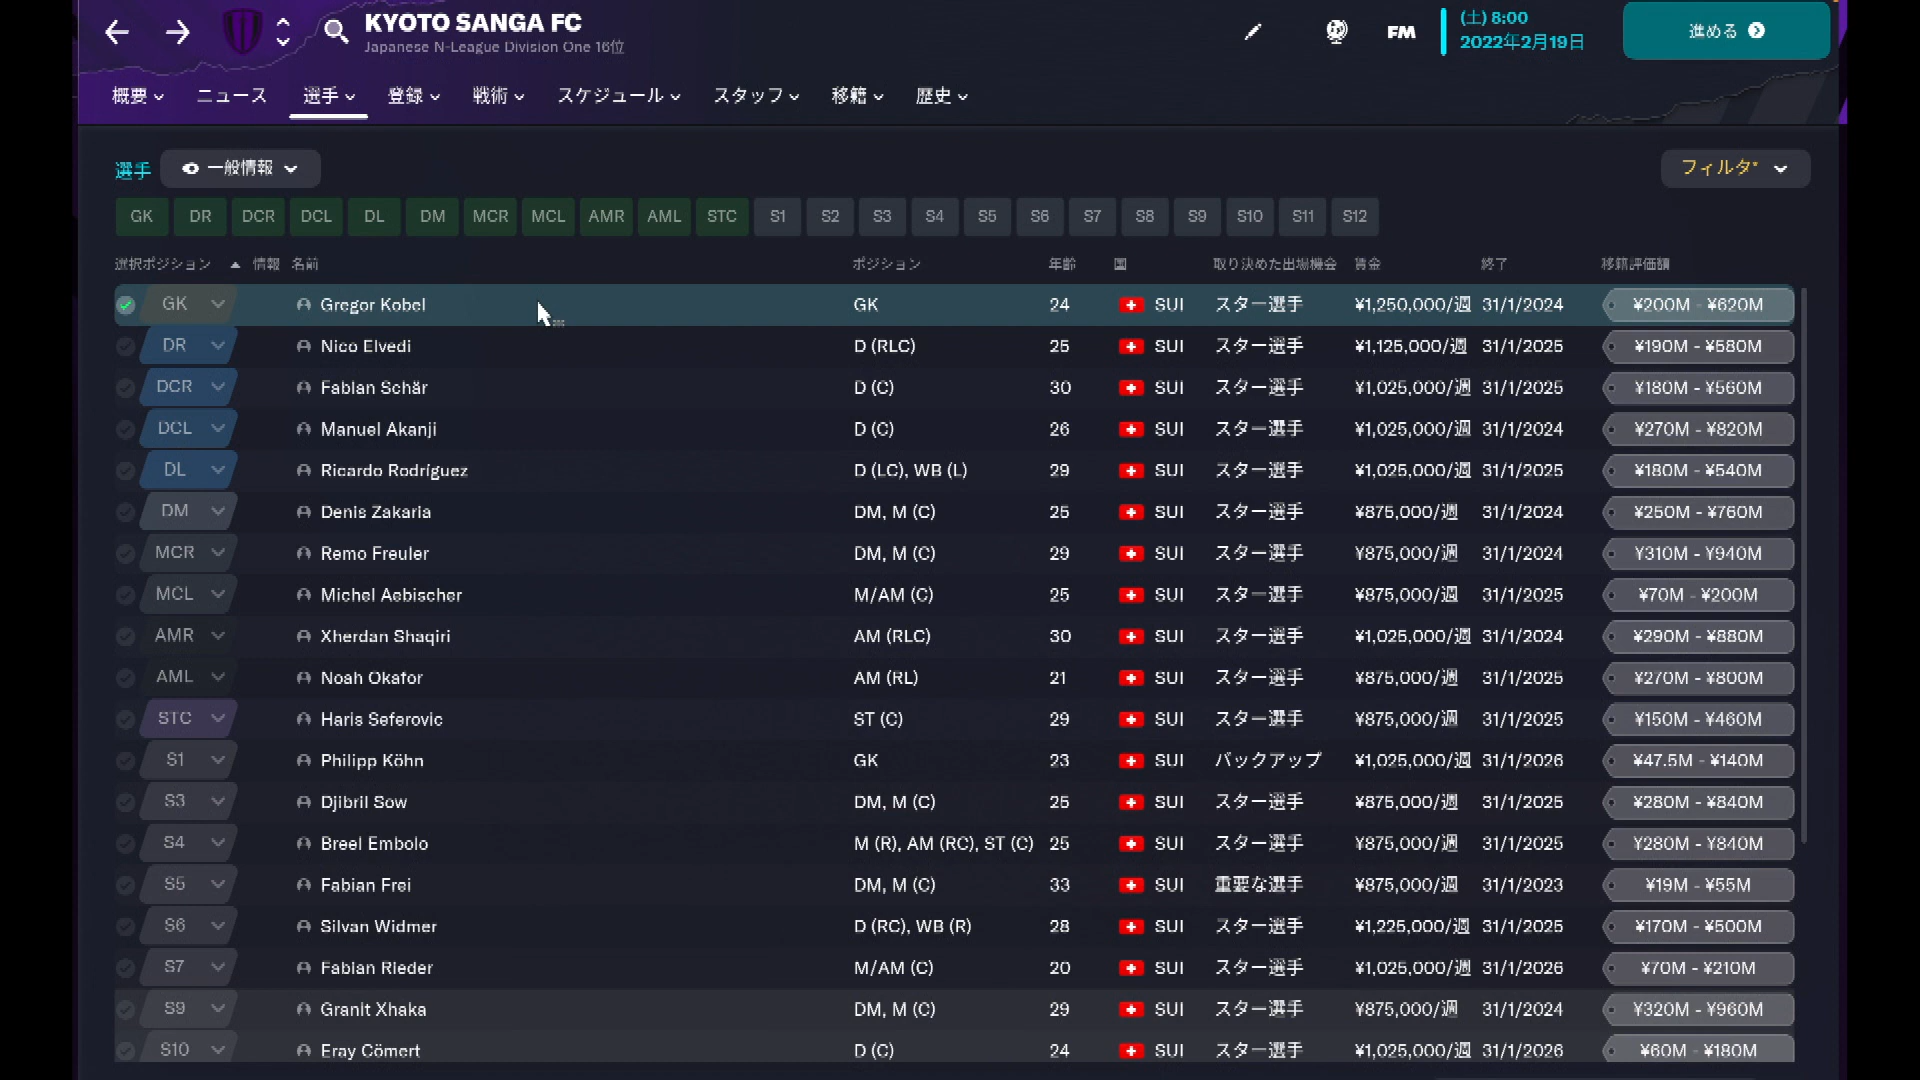 KYOTO SANGA FC
Japanese N-League Division One 16位
FM
(土) 8:00
2022年2月19日
進める
概要 ニュース 選手 登録 戦術 スケジュール スタッフ 移籍 歴史
選手 一般情報 フィルタ*
GK DR DCR DCL DL DM MCR MCL AMR AML STC S1 S2 S3 S4 S5 S6 S7 S8 S9 S10 S11 S12
選択ポジション 情報 名前 ポジション 年齢 国 取り決めた出場機会 賃金 終了 移籍評価額
GK Gregor Kobel GK 24 SUI スター選手 ¥1,250,000/週 31/1/2024 ¥200M - ¥620M
DR Nico Elvedi D (RLC) 25 SUI スター選手 ¥1,125,000/週 31/1/2025 ¥190M - ¥580M
DCR Fabian Schär D (C) 30 SUI スター選手 ¥1,025,000/週 31/1/2025 ¥180M - ¥560M
DCL Manuel Akanji D (C) 26 SUI スター選手 ¥1,025,000/週 31/1/2024 ¥270M - ¥820M
DL Ricardo Rodríguez D (LC), WB (L) 29 SUI スター選手 ¥1,025,000/週 31/1/2025 ¥180M - ¥540M
DM Denis Zakaria DM, M (C) 25 SUI スター選手 ¥875,000/週 31/1/2024 ¥250M - ¥760M
MCR Remo Freuler DM, M (C) 29 SUI スター選手 ¥875,000/週 31/1/2024 ¥310M - ¥940M
MCL Michel Aebischer M/AM (C) 25 SUI スター選手 ¥875,000/週 31/1/2025 ¥70M - ¥200M
AMR Xherdan Shaqiri AM (RLC) 30 SUI スター選手 ¥1,025,000/週 31/1/2024 ¥290M - ¥880M
AML Noah Okafor AM (RL) 21 SUI スター選手 ¥875,000/週 31/1/2025 ¥270M - ¥800M
STC Haris Seferovic ST (C) 29 SUI スター選手 ¥875,000/週 31/1/2025 ¥150M - ¥460M
S1 Philipp Köhn GK 23 SUI バックアップ ¥1,025,000/週 31/1/2026 ¥47.5M - ¥140M
S3 Djibril Sow DM, M (C) 25 SUI スター選手 ¥875,000/週 31/1/2025 ¥280M - ¥840M
S4 Breel Embolo M (R), AM (RC), ST (C) 25 SUI スター選手 ¥875,000/週 31/1/2025 ¥280M - ¥840M
S5 Fabian Frei DM, M (C) 33 SUI 重要な選手 ¥875,000/週 31/1/2023 ¥19M - ¥55M
S6 Silvan Widmer D (RC), WB (R) 28 SUI スター選手 ¥1,225,000/週 31/1/2025 ¥170M - ¥500M
S7 Fabian Rieder M/AM (C) 20 SUI スター選手 ¥1,025,000/週 31/1/2026 ¥70M - ¥210M
S9 Granit Xhaka DM, M (C) 29 SUI スター選手 ¥875,000/週 31/1/2024 ¥320M - ¥960M
S10 Eray Cömert D (C) 24 SUI スター選手 ¥1,025,000/週 31/1/2026 ¥60M - ¥180M